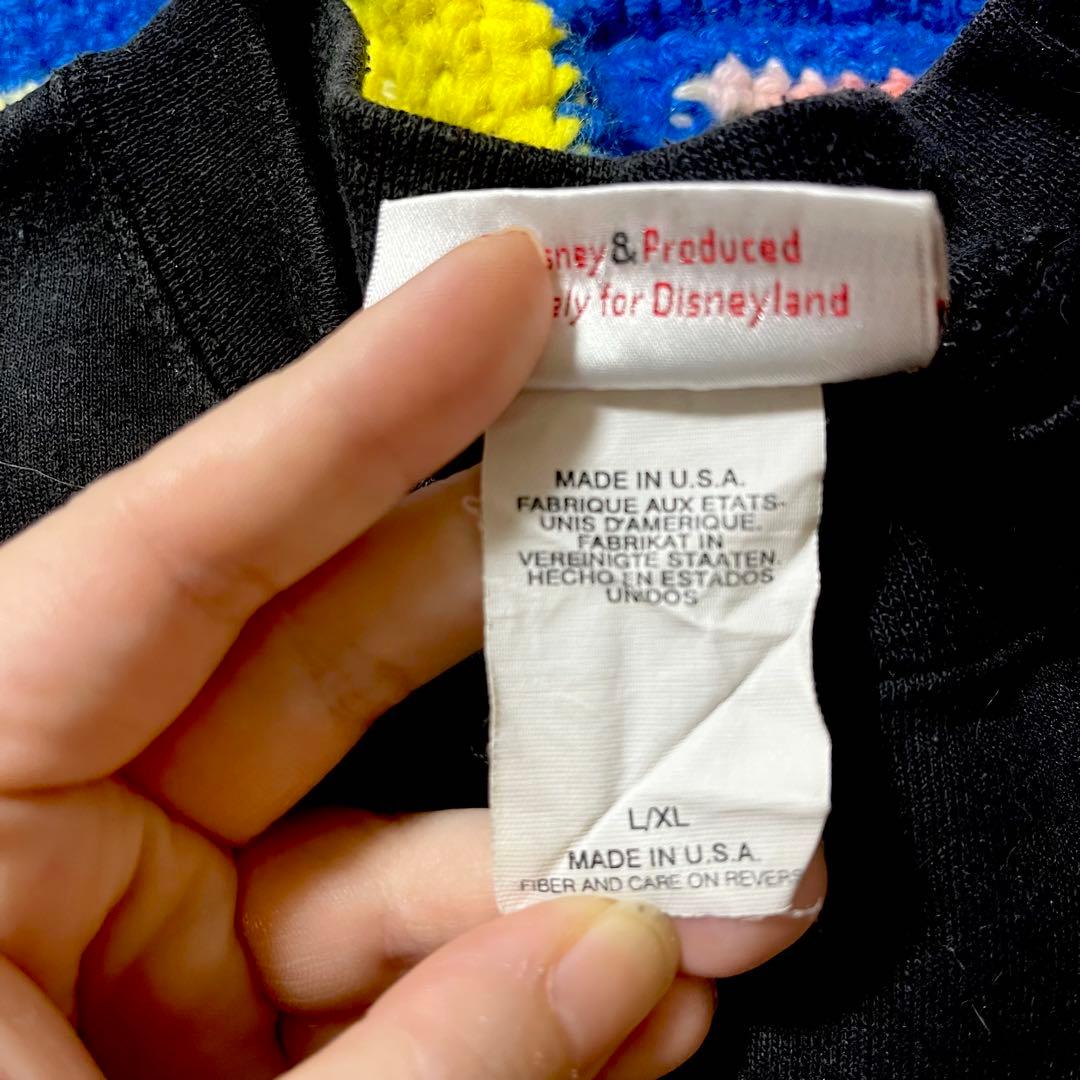 sney & Produced
ely for Disneyland
MADE IN U.S.A.
FABRIQUE AUX ETATS-
UNIS D'AMERIQUE.
FABRIKAT IN
VEREINIGTE STAATEN.
HECHO EN ESTADOS
UNIDOS
L/XL
MADE IN U.S.A.
FIBER AND CARE ON REVERS